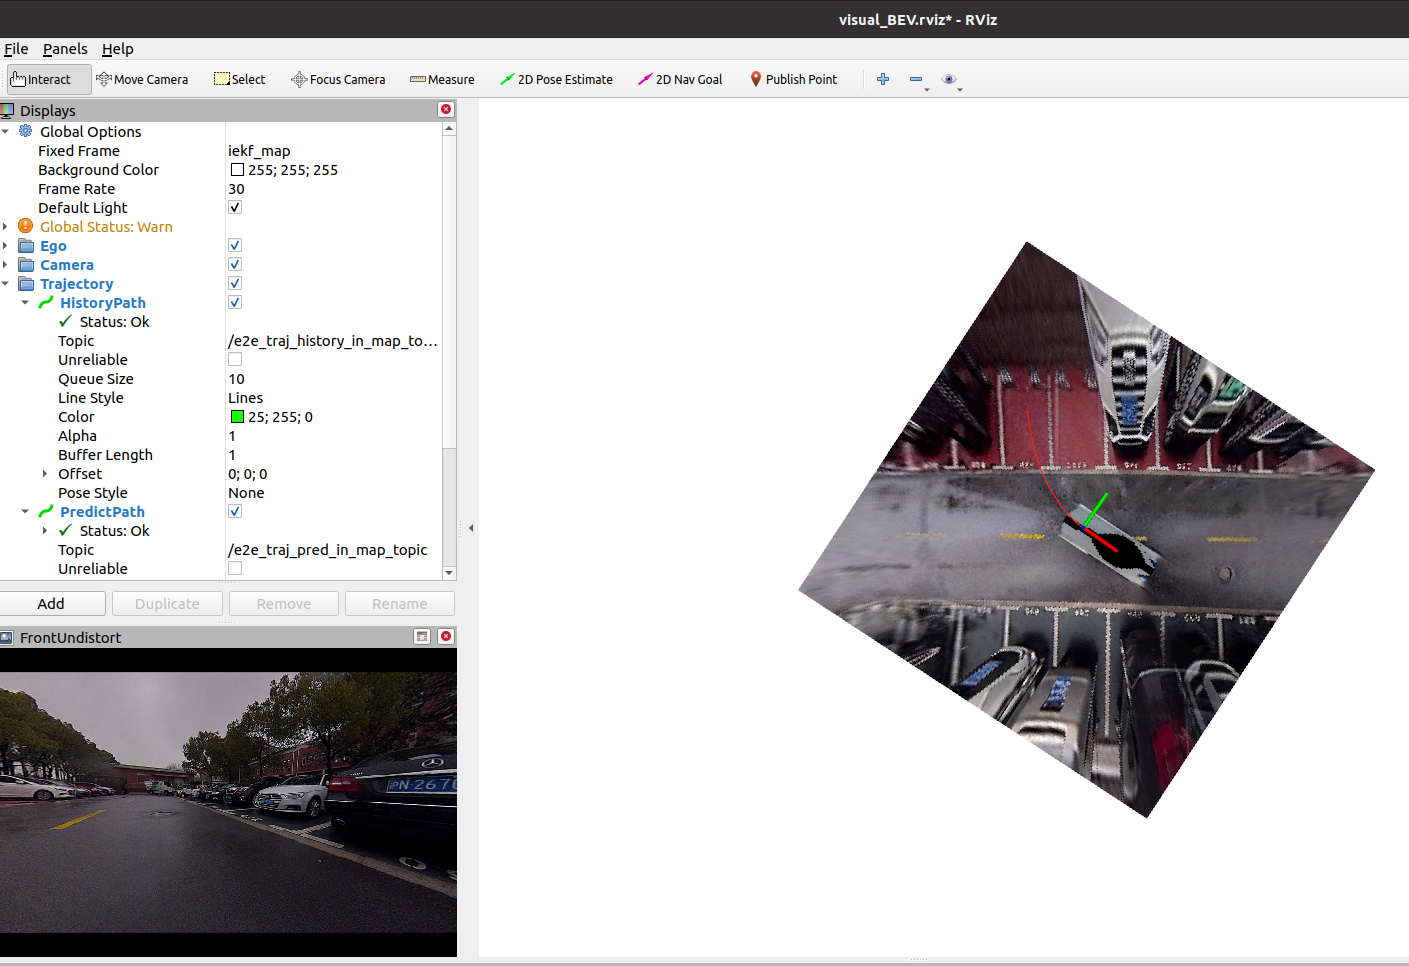 visual_BEV.rviz* - RViz
File Panels Help
Interact Move Camera Select Focus Camera Measure 2D Pose Estimate 2D Nav Goal Publish Point
Displays
Global Options
Fixed Frame iekf_map
Background Color 255; 255; 255
Frame Rate 30
Default Light
Global Status: Warn
Ego
Camera
Trajectory
HistoryPath
Status: Ok
Topic /e2e_traj_history_in_map_to…
Unreliable
Queue Size 10
Line Style Lines
Color 25; 255; 0
Alpha 1
Buffer Length 1
Offset 0; 0; 0
Pose Style None
PredictPath
Status: Ok
Topic /e2e_traj_pred_in_map_topic
Unreliable
Add Duplicate Remove Rename
FrontUndistort